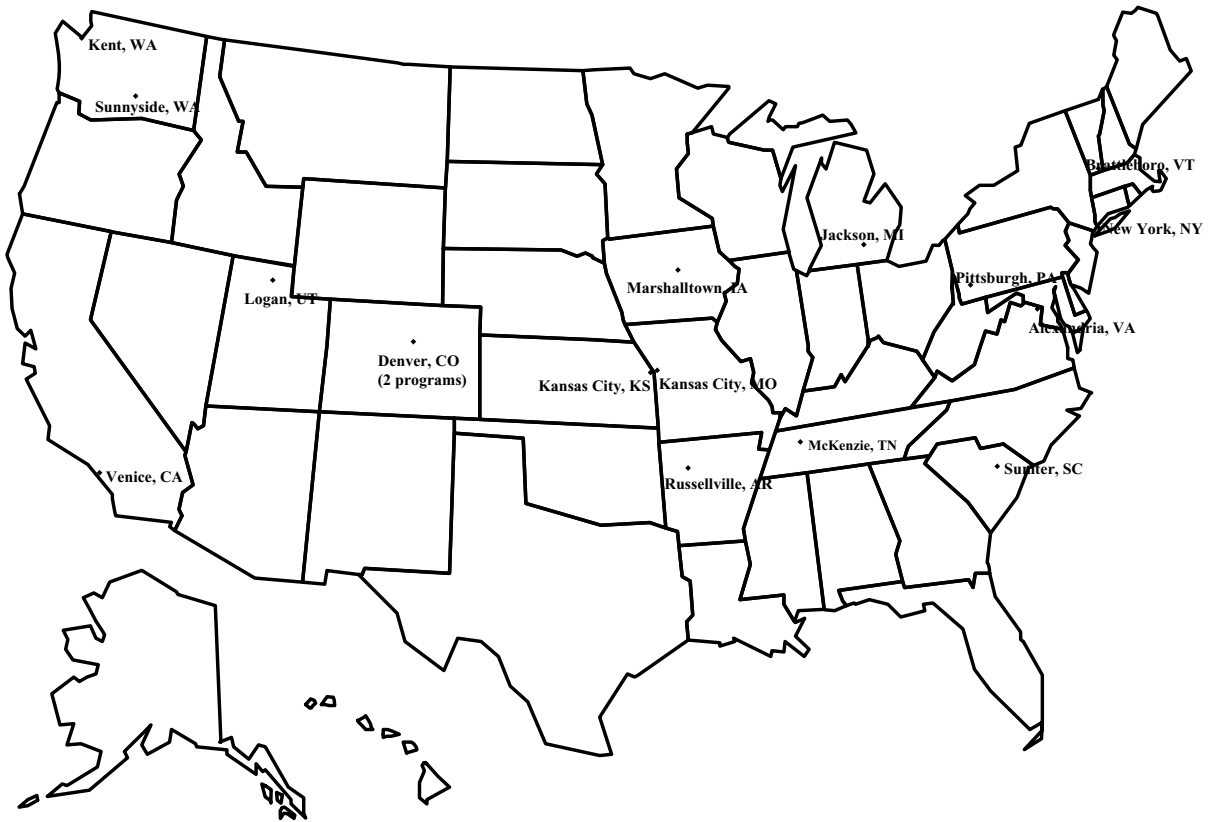 Kent, WA
Sunnyside, WA
Brattleboro, VT
New York, NY
Jackson, MI
Pittsburgh, PA
Marshalltown, IA
Logan, UT
Alexandria, VA
Denver, CO
(2 programs)
Kansas City, KS
Kansas City, MO
McKenzie, TN
Sumter, SC
Venice, CA
Russellville, AR